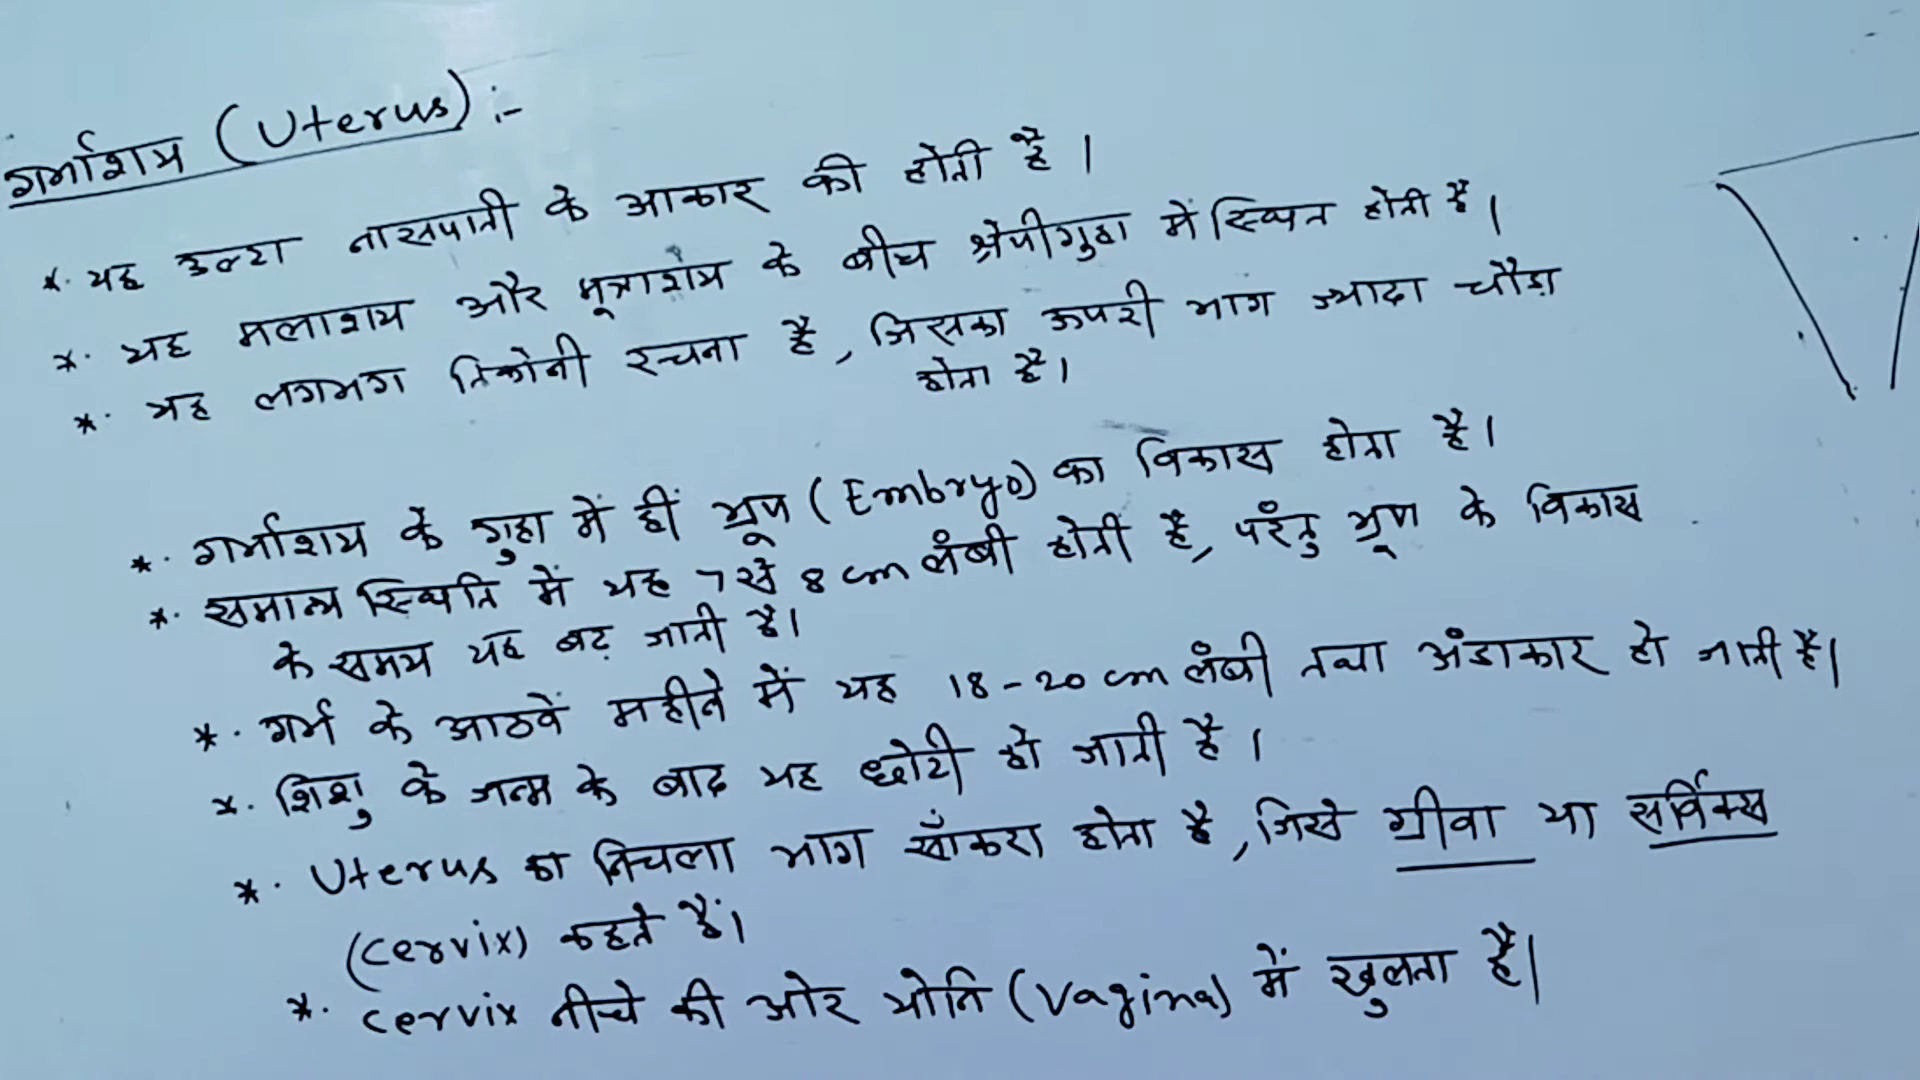 गर्भाशय (Uterus) :-
*. यह उल्टा नासपाती के आकार की होती है।
*. यह मलाशय और मूत्राशय के बीच श्रेणीगुहा में स्थित होती है।
*. यह लगभग तिकोनी रचना है, जिसका ऊपरी भाग ज्यादा चौड़ा
होता है।
*. गर्भाशय के गुहा में हीं भ्रूण (Embryo) का विकास होता है।
*. समान्य स्थिति में यह 7 से 8 cm लंबी होती है, परंतु भ्रूण के विकास
के समय यह बढ़ जाती है।
*. गर्भ के आठवें महीने में यह 18-20 cm लंबी तथा अंडाकार हो जाती है।
*. शिशु के जन्म के बाद यह छोटी हो जाती है।
*. Uterus का निचला भाग साँकरा होता है, जिसे ग्रीवा या सर्विक्स
(cervix) कहते हैं।
*. cervix नीचे की ओर योनि (vagina) में खुलता है।